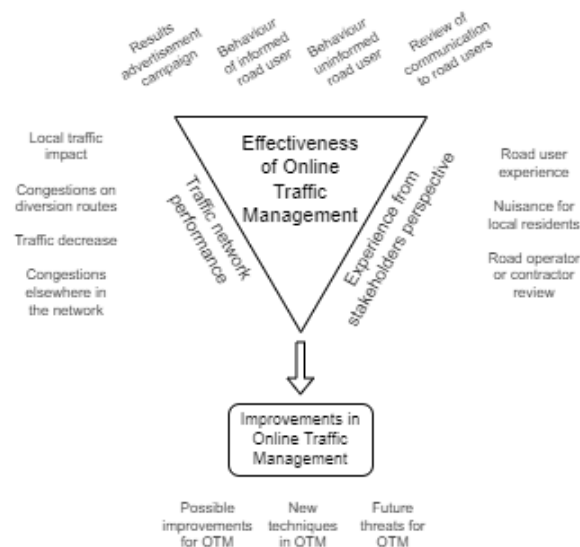 Results
advertisement
campaign
Behaviour
of informed
road user
Behaviour
uninformed
road user
Review of
communication
to road users
Effectiveness
of Online
Traffic
Management
Local traffic
impact
Congestions on
diversion routes
Traffic decrease
Congestions
elsewhere in
the network
Traffic network
performance
Experience from
stakeholders perspective
Road user
experience
Nuisance for
local residents
Road operator
or contractor
review
Improvements in
Online Traffic
Management
Possible
improvements
for OTM
New
techniques
in OTM
Future
threats for
OTM